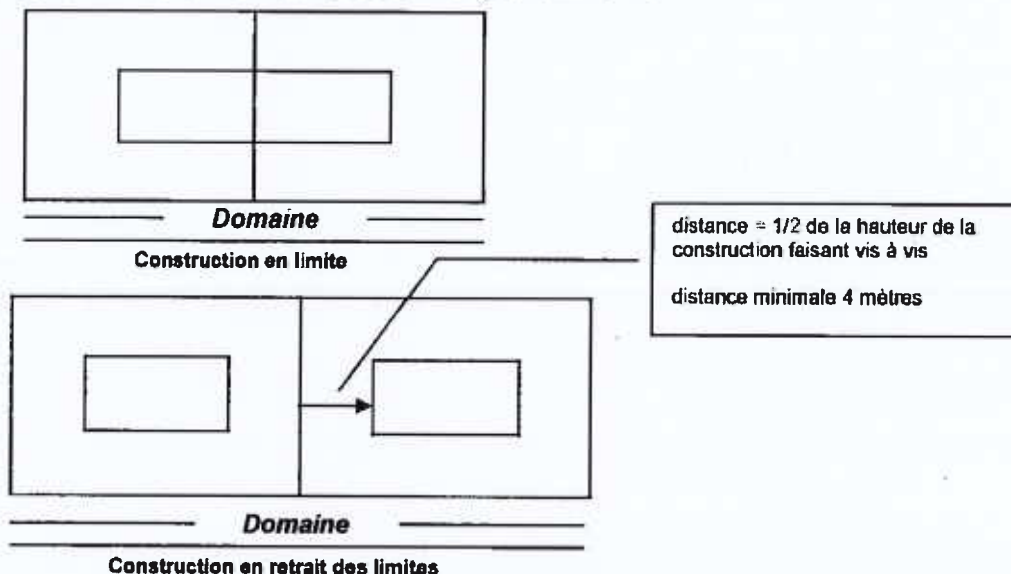 Domaine
Construction en limite
distance = 1/2 de la hauteur de la
construction faisant vis à vis
distance minimale 4 mètres
Domaine
Construction en retrait des limites